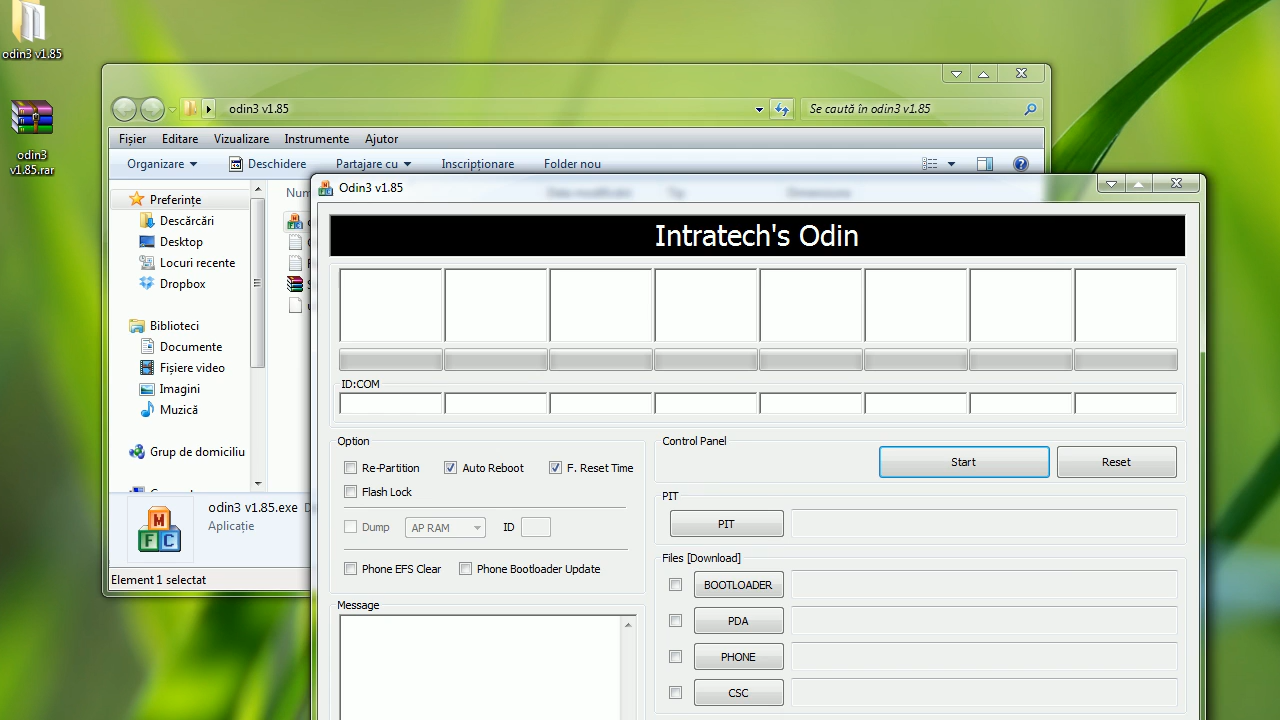 odin3 v1.85
odin3
v1.85.rar
odin3 v1.85
Se caută în odin3 v1.85
Fișier Editare Vizualizare Instrumente Ajutor
Organizare Deschidere Partajare cu Inscripționare Folder nou
Preferințe
Descărcări
Desktop
Locuri recente
Dropbox
Biblioteci
Documente
Fișiere video
Imagini
Muzică
Grup de domiciliu
odin3 v1.85.exe
Aplicație
Element 1 selectat
Odin3 v1.85
Intratech's Odin
ID:COM
Option
Re-Partition Auto Reboot F. Reset Time
Flash Lock
Dump AP RAM ID
Phone EFS Clear Phone Bootloader Update
Message
Control Panel
Start Reset
PIT
PIT
Files [Download]
BOOTLOADER
PDA
PHONE
CSC